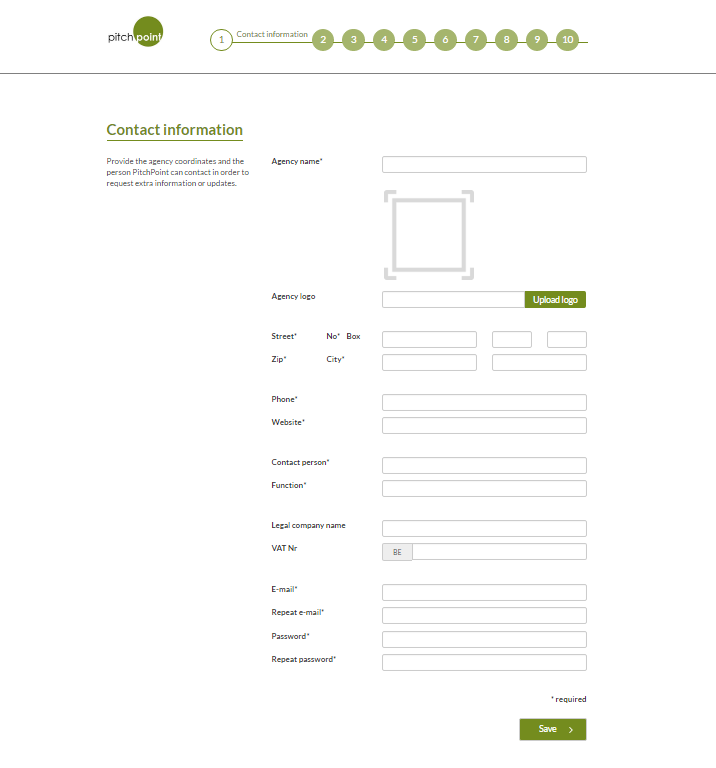 pitchpoint
1 Contact information 2 3 4 5 6 7 8 9 10
Contact information
Provide the agency coordinates and the
person PitchPoint can contact in order to
request extra information or updates.
Agency name*
Agency logo
Upload logo
Street* No* Box
Zip* City*
Phone*
Website*
Contact person*
Function*
Legal company name
VAT Nr
BE
E-mail*
Repeat e-mail*
Password*
Repeat password*
* required
Save >